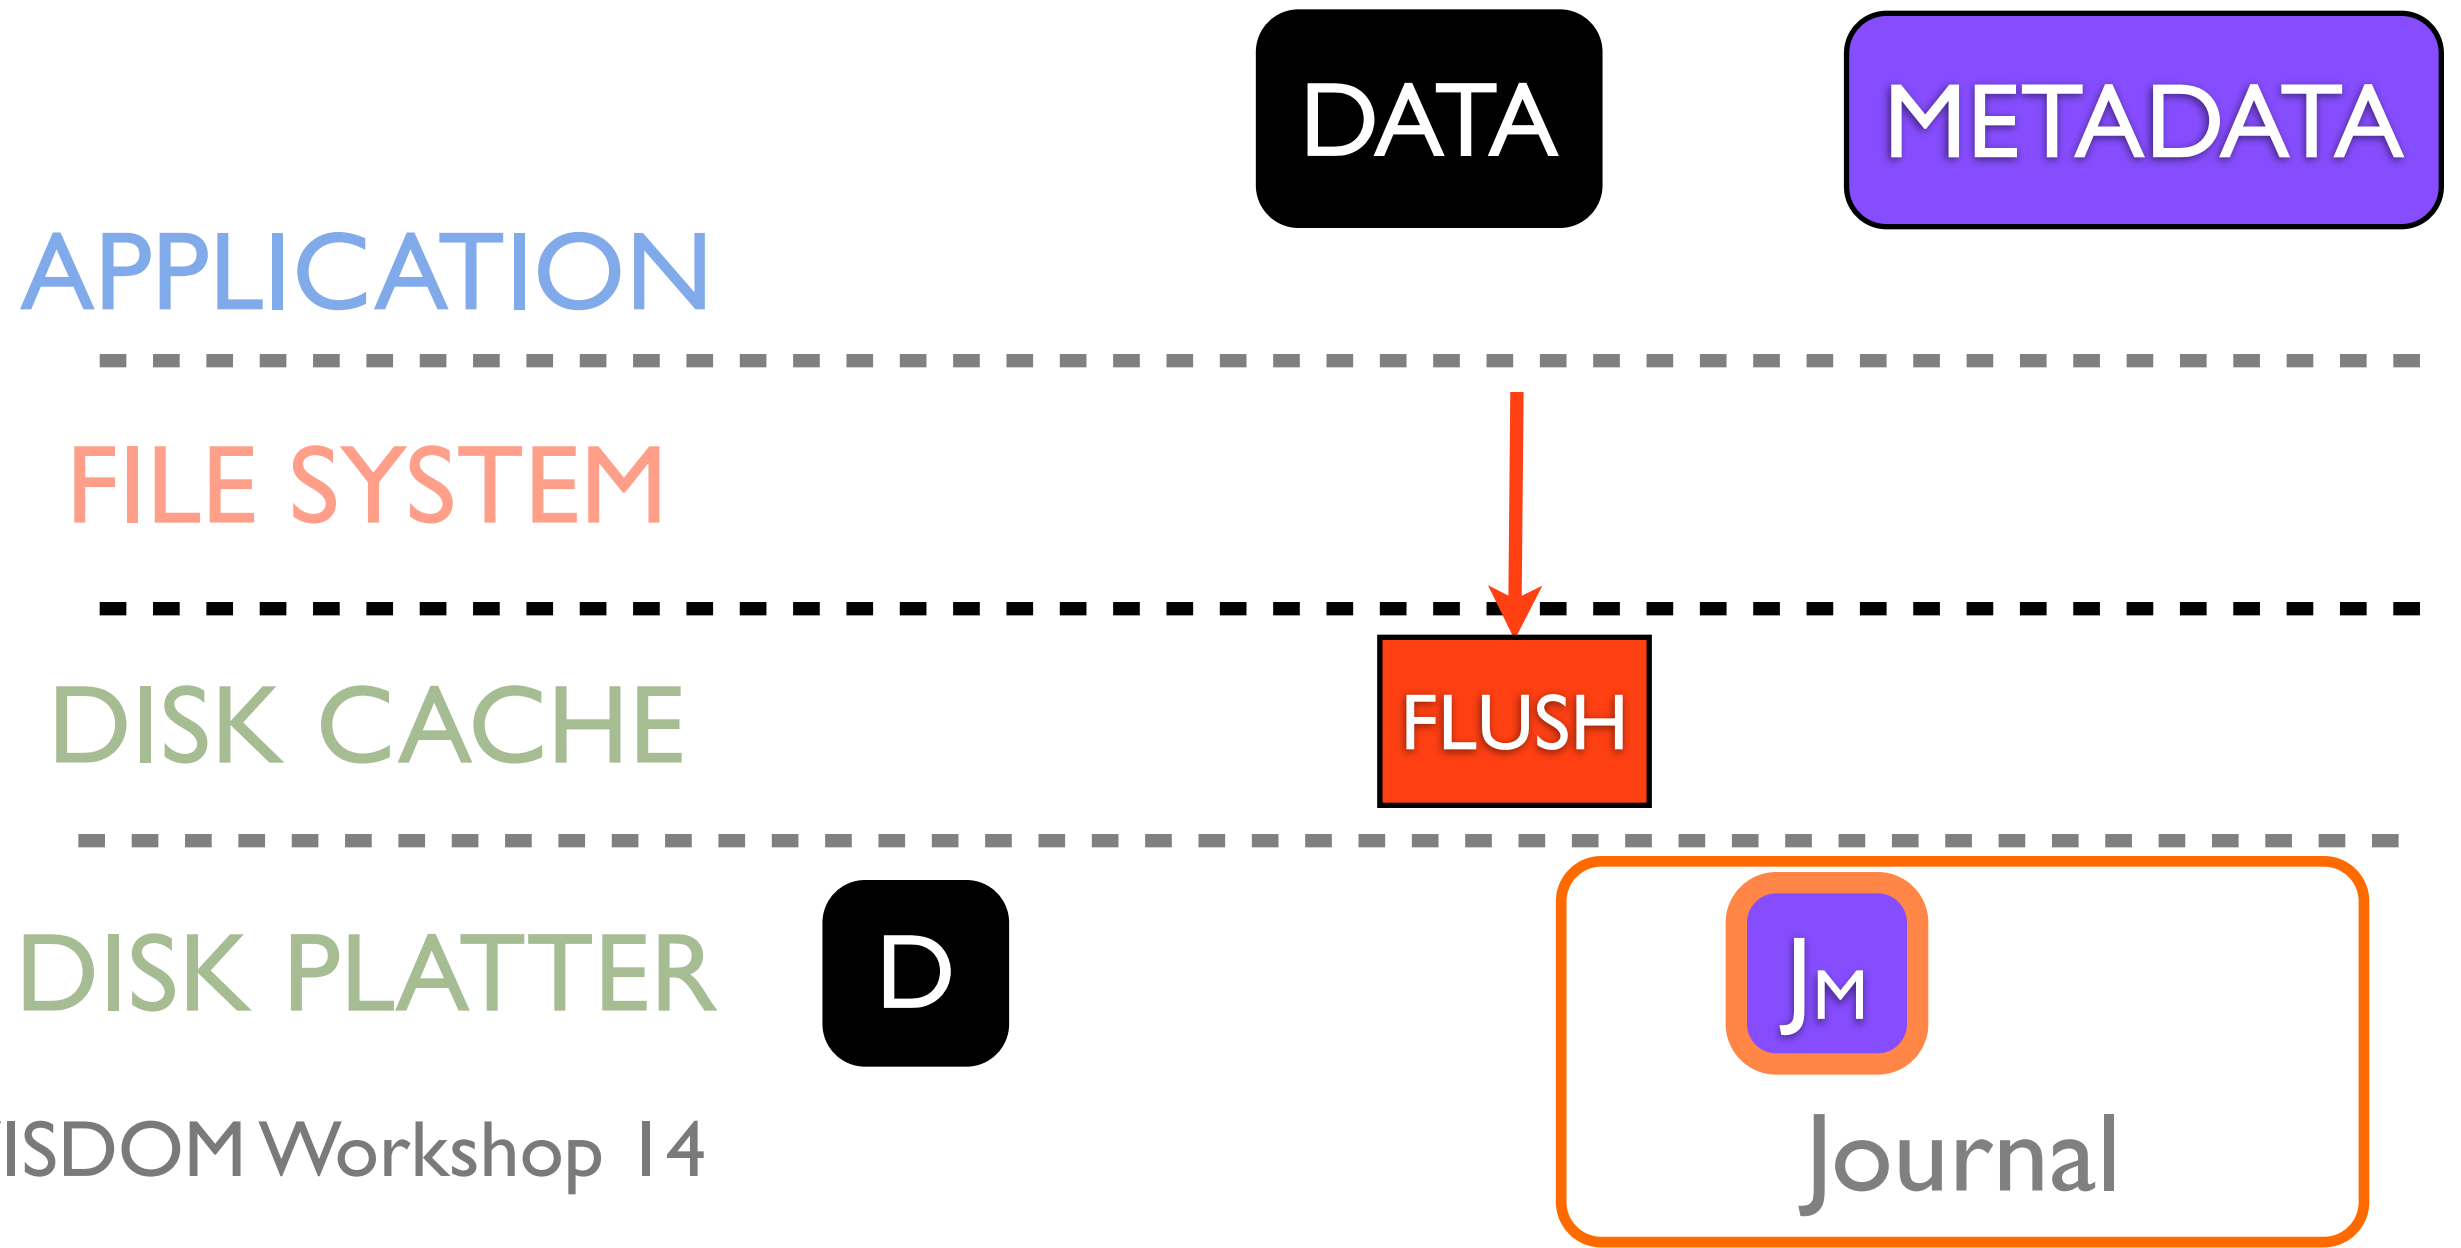 DATA
METADATA
APPLICATION
FILE SYSTEM
DISK CACHE
FLUSH
DISK PLATTER
D
JM
ISDOM Workshop 14
Journal